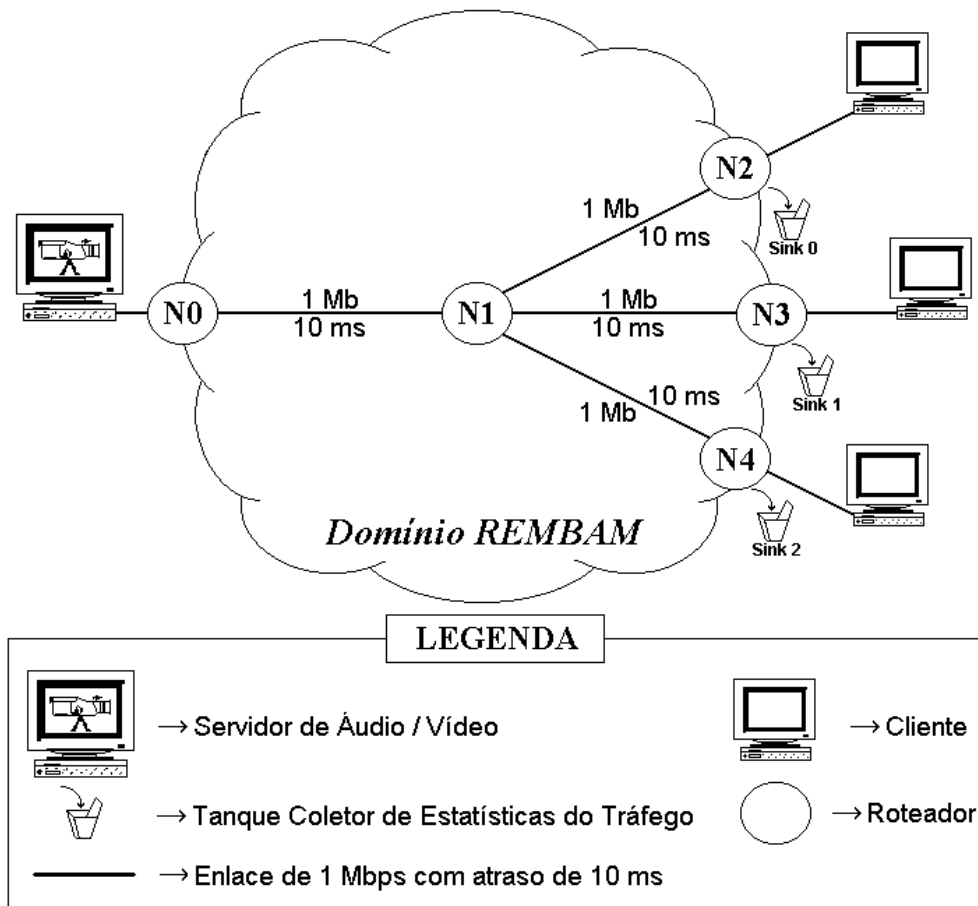 N2
1 Mb
10 ms
Sink 0
N0
1 Mb
10 ms
N1
1 Mb
10 ms
N3
Sink 1
10 ms
1 Mb
N4
Sink 2
Domínio REMBAM
LEGENDA
→ Servidor de Áudio / Vídeo
→ Cliente
→ Tanque Coletor de Estatísticas do Tráfego
→ Roteador
→ Enlace de 1 Mbps com atraso de 10 ms